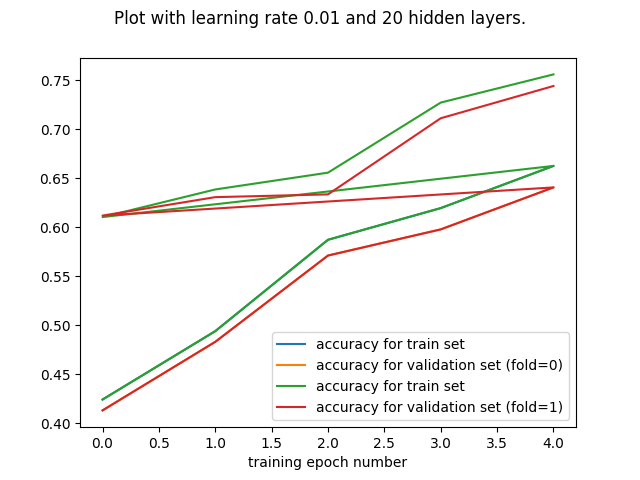 Plot with learning rate 0.01 and 20 hidden layers.
0.75
0.70
0.65
0.60
0.55
0.50
0.45
0.40
accuracy for train set
accuracy for validation set (fold=0)
accuracy for train set
accuracy for validation set (fold=1)
0.0 0.5 1.0 1.5 2.0 2.5 3.0 3.5 4.0
training epoch number